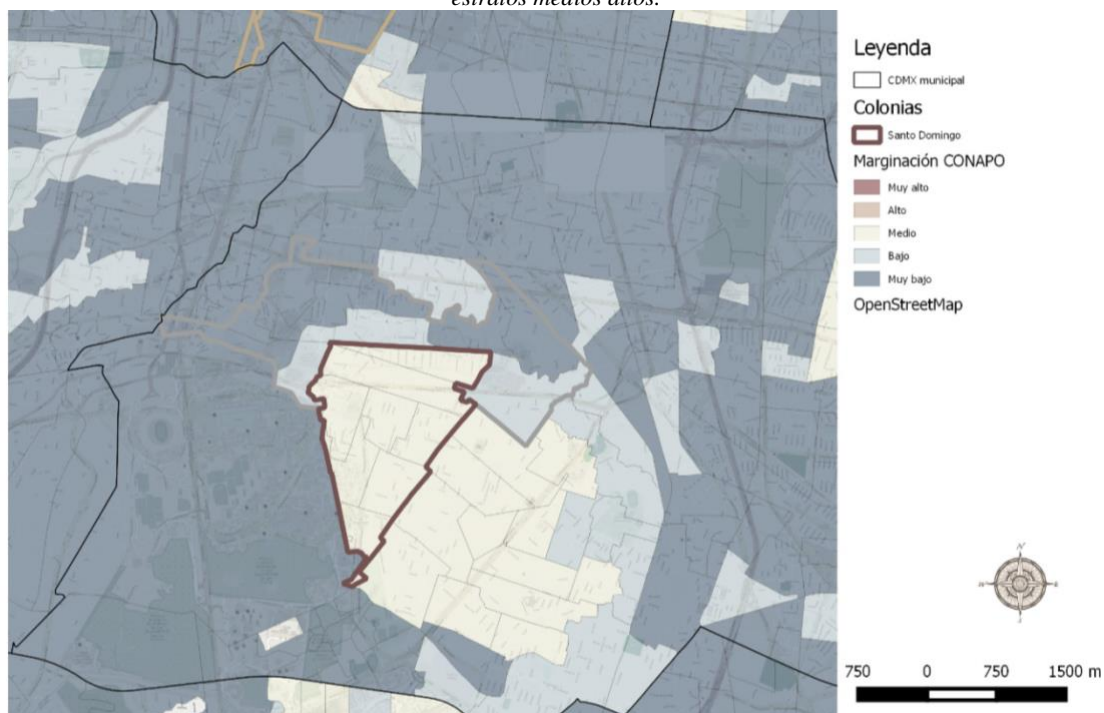 estratos medios altos.
Leyenda
CDMX municipal
Colonias
Santo Domingo
Marginación CONAPO
Muy alto
Alto
Medio
Bajo
Muy bajo
OpenStreetMap
N
750 0 750 1500 m